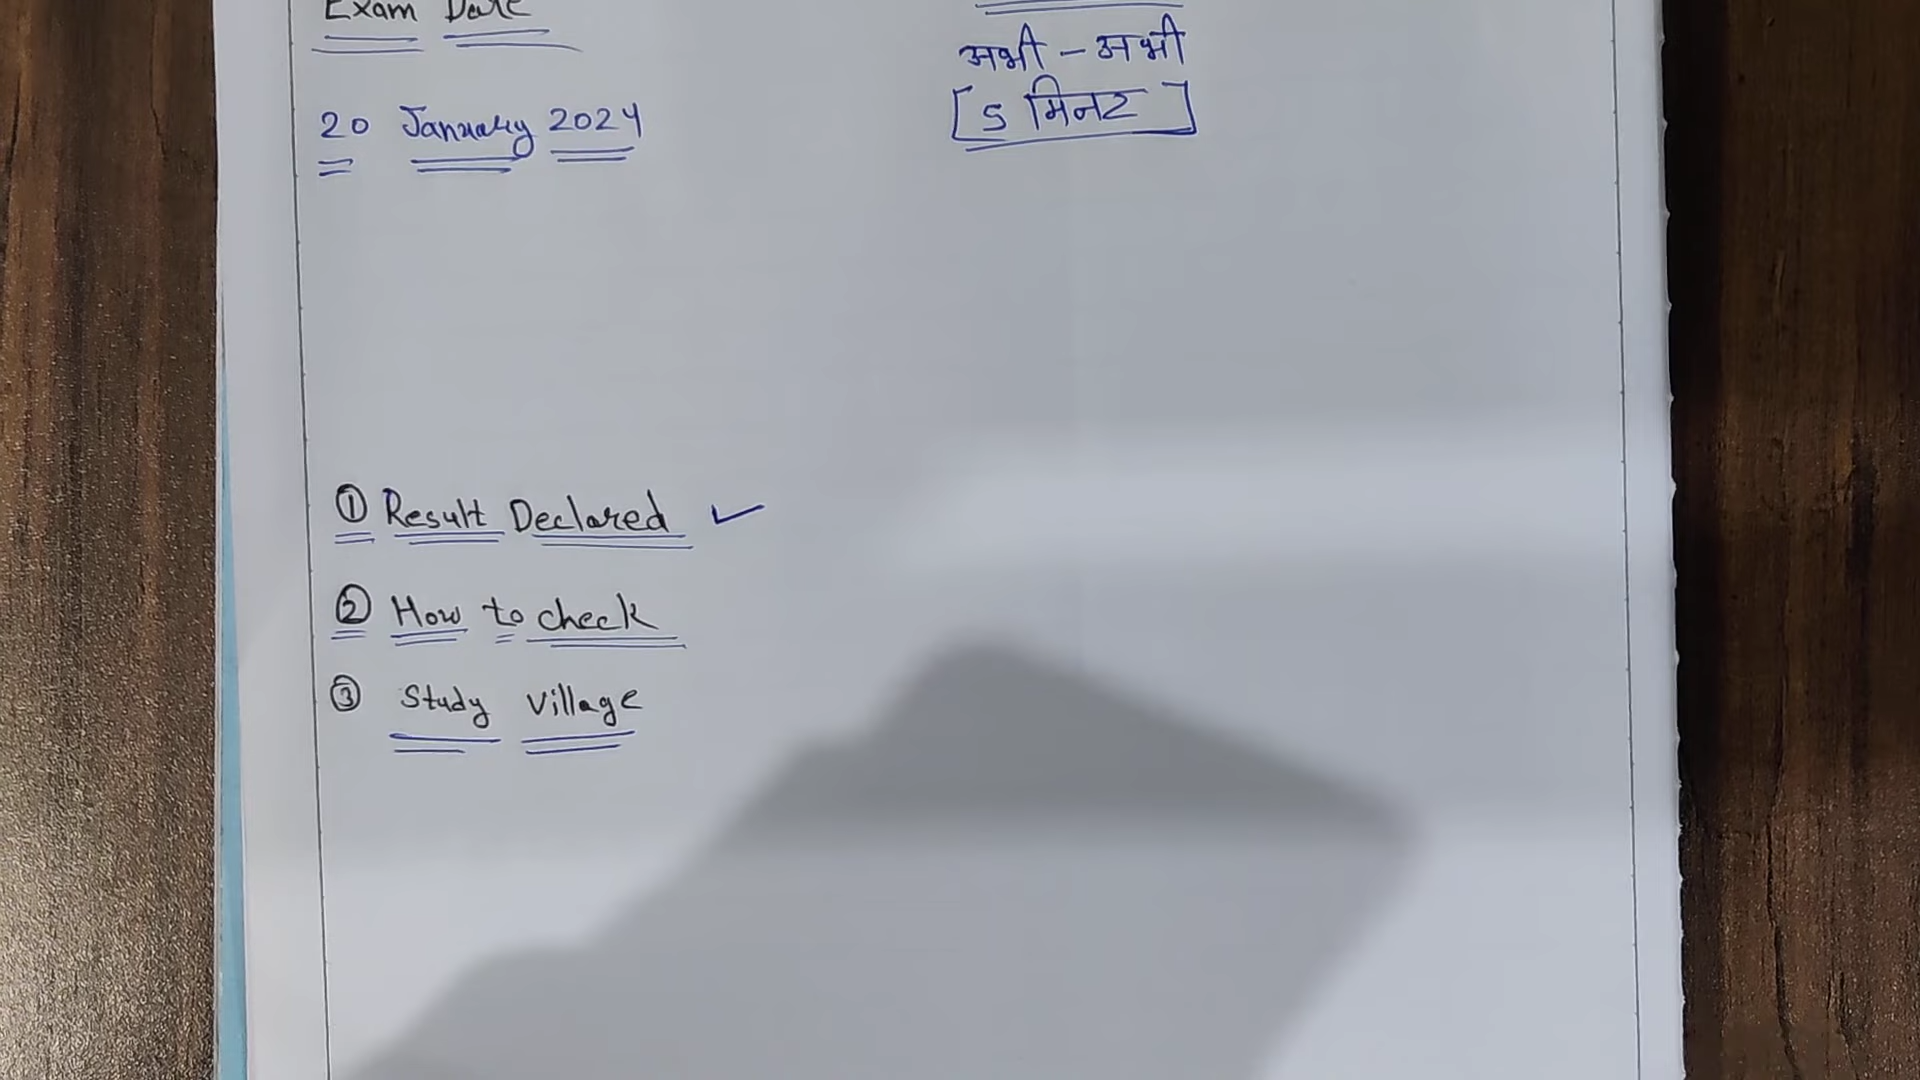 Exam Date
20 January 2024
अभी - अभी
[5 मिनट]
① Result Declared ✓
② How to check
③ Study Village